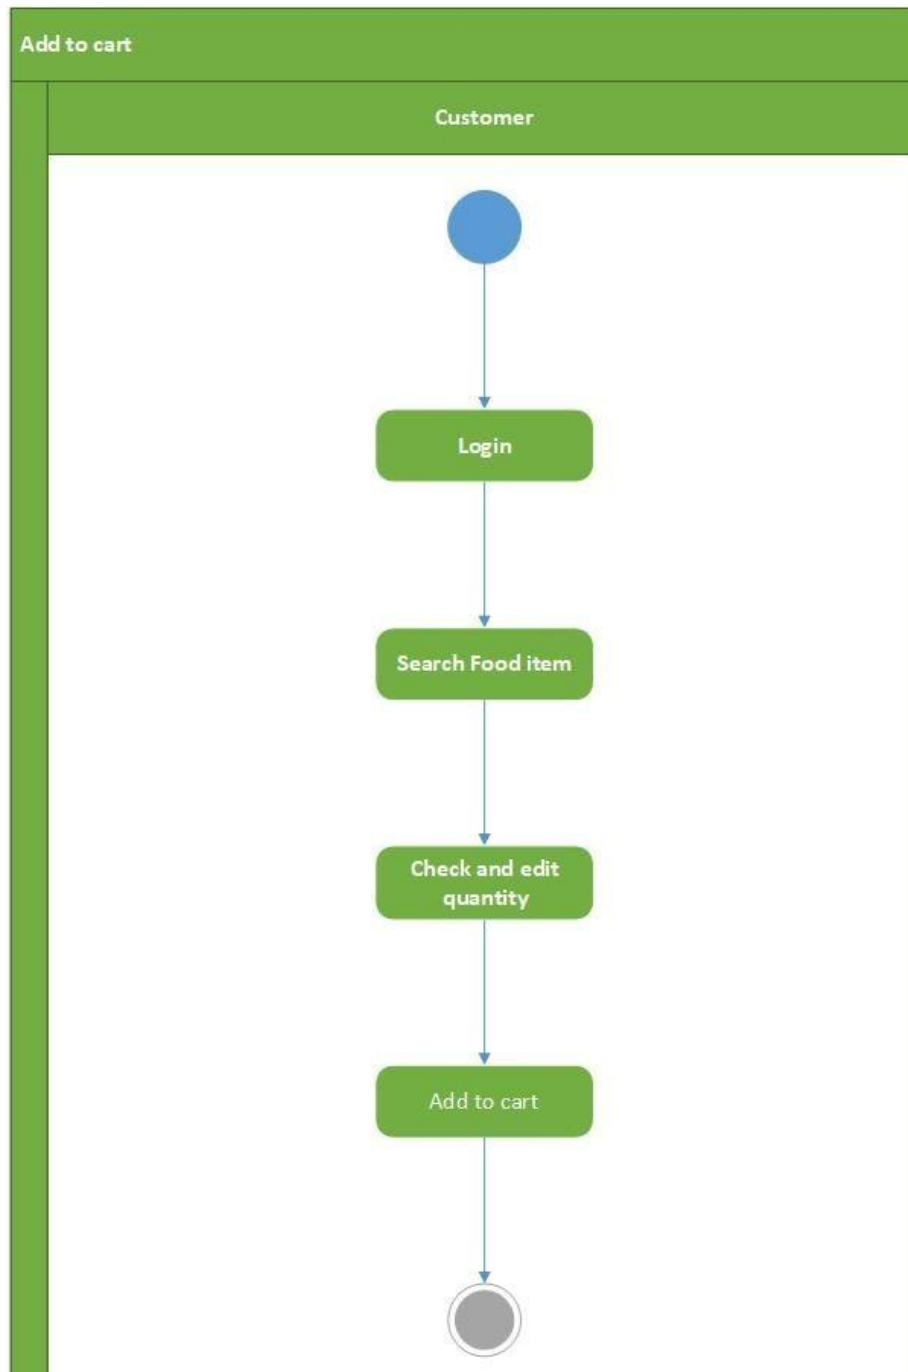 Add to cart
Customer
Login
Search Food item
Check and edit
quantity
Add to cart